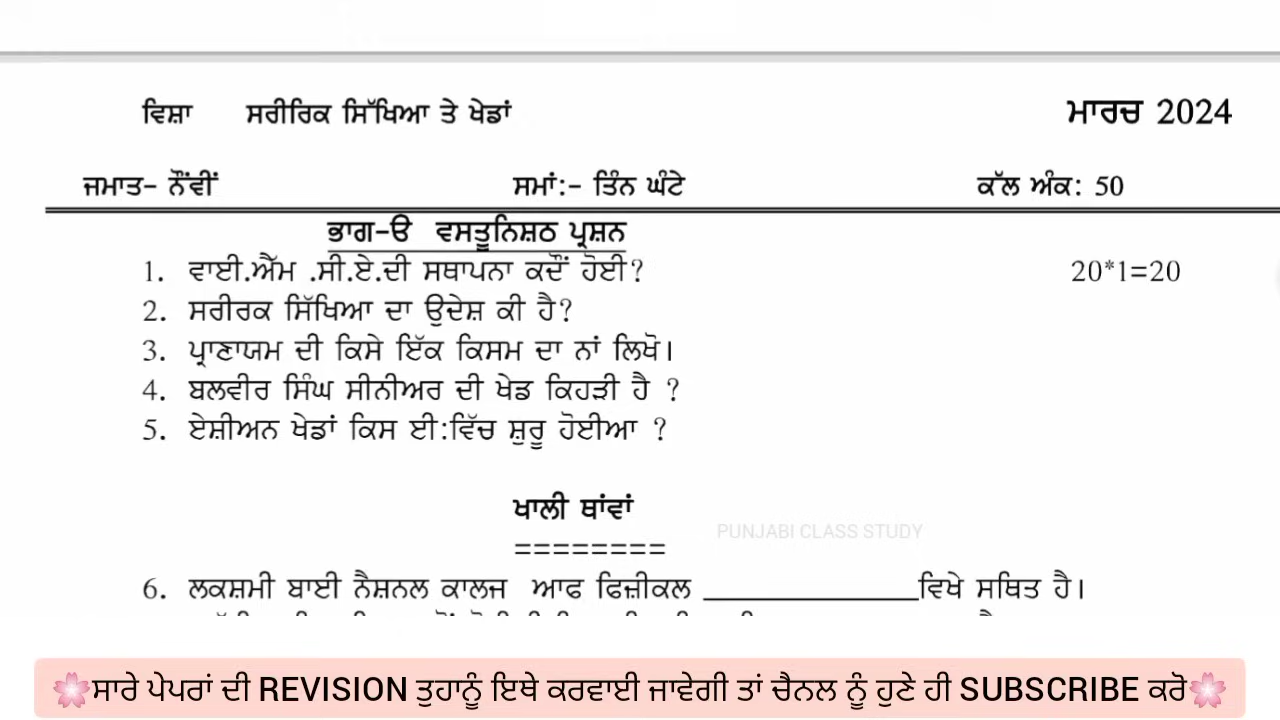 ਵਿਸ਼ਾ ਸਰੀਰਿਕ ਸਿੱਖਿਆ ਤੇ ਖੇਡਾਂ ਮਾਰਚ 2024
ਜਮਾਤ- ਨੌਂਵੀਂ ਸਮਾਂ:- ਤਿੰਨ ਘੰਟੇ ਕੱਲ ਅੰਕ: 50
ਭਾਗ-ੳ ਵਸਤੂਨਿਸ਼ਠ ਪ੍ਰਸ਼ਨ
1. ਵਾਈ.ਐੱਮ .ਸੀ.ਏ.ਦੀ ਸਥਾਪਨਾ ਕਦੋਂ ਹੋਈ? 20*1=20
2. ਸਰੀਰਕ ਸਿੱਖਿਆ ਦਾ ਉਦੇਸ਼ ਕੀ ਹੈ?
3. ਪ੍ਰਾਣਾਯਮ ਦੀ ਕਿਸੇ ਇੱਕ ਕਿਸਮ ਦਾ ਨਾਂ ਲਿਖੋ।
4. ਬਲਵੀਰ ਸਿੰਘ ਸੀਨੀਅਰ ਦੀ ਖੇਡ ਕਿਹੜੀ ਹੈ ?
5. ਏਸ਼ੀਅਨ ਖੇਡਾਂ ਕਿਸ ਈ:ਵਿੱਚ ਸ਼ੁਰੂ ਹੋਈਆ ?
ਖਾਲੀ ਥਾਂਵਾਂ
PUNJABI CLASS STUDY
========
6. ਲਕਸ਼ਮੀ ਬਾਈ ਨੈਸ਼ਨਲ ਕਾਲਜ ਆਫ ਫਿਜ਼ੀਕਲ ______________ਵਿਖੇ ਸਥਿਤ ਹੈ।
🌸ਸਾਰੇ ਪੇਪਰਾਂ ਦੀ REVISION ਤੁਹਾਨੂੰ ਇਥੇ ਕਰਵਾਈ ਜਾਵੇਗੀ ਤਾਂ ਚੈਨਲ ਨੂੰ ਹੁਣੇ ਹੀ SUBSCRIBE ਕਰੋ🌸